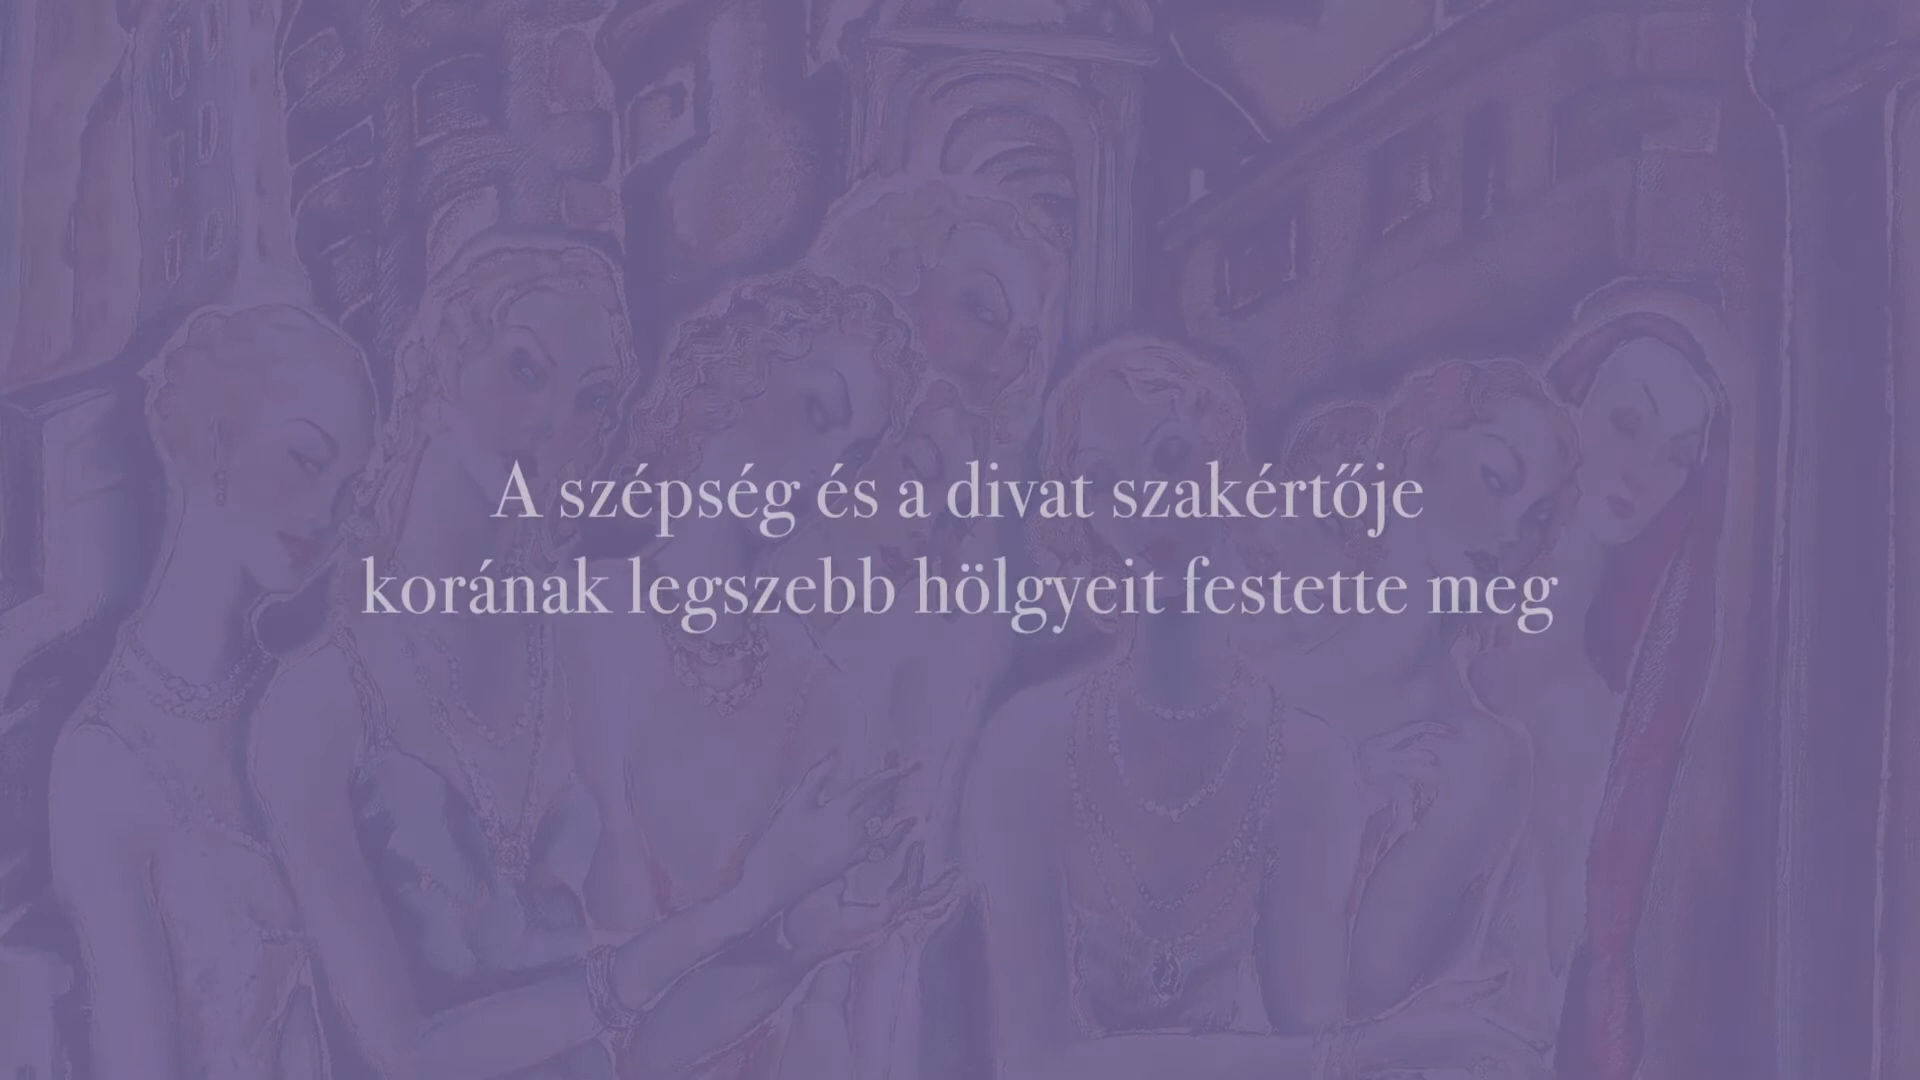 A szépség és a divat szakértője
korának legszebb hölgyeit festette meg